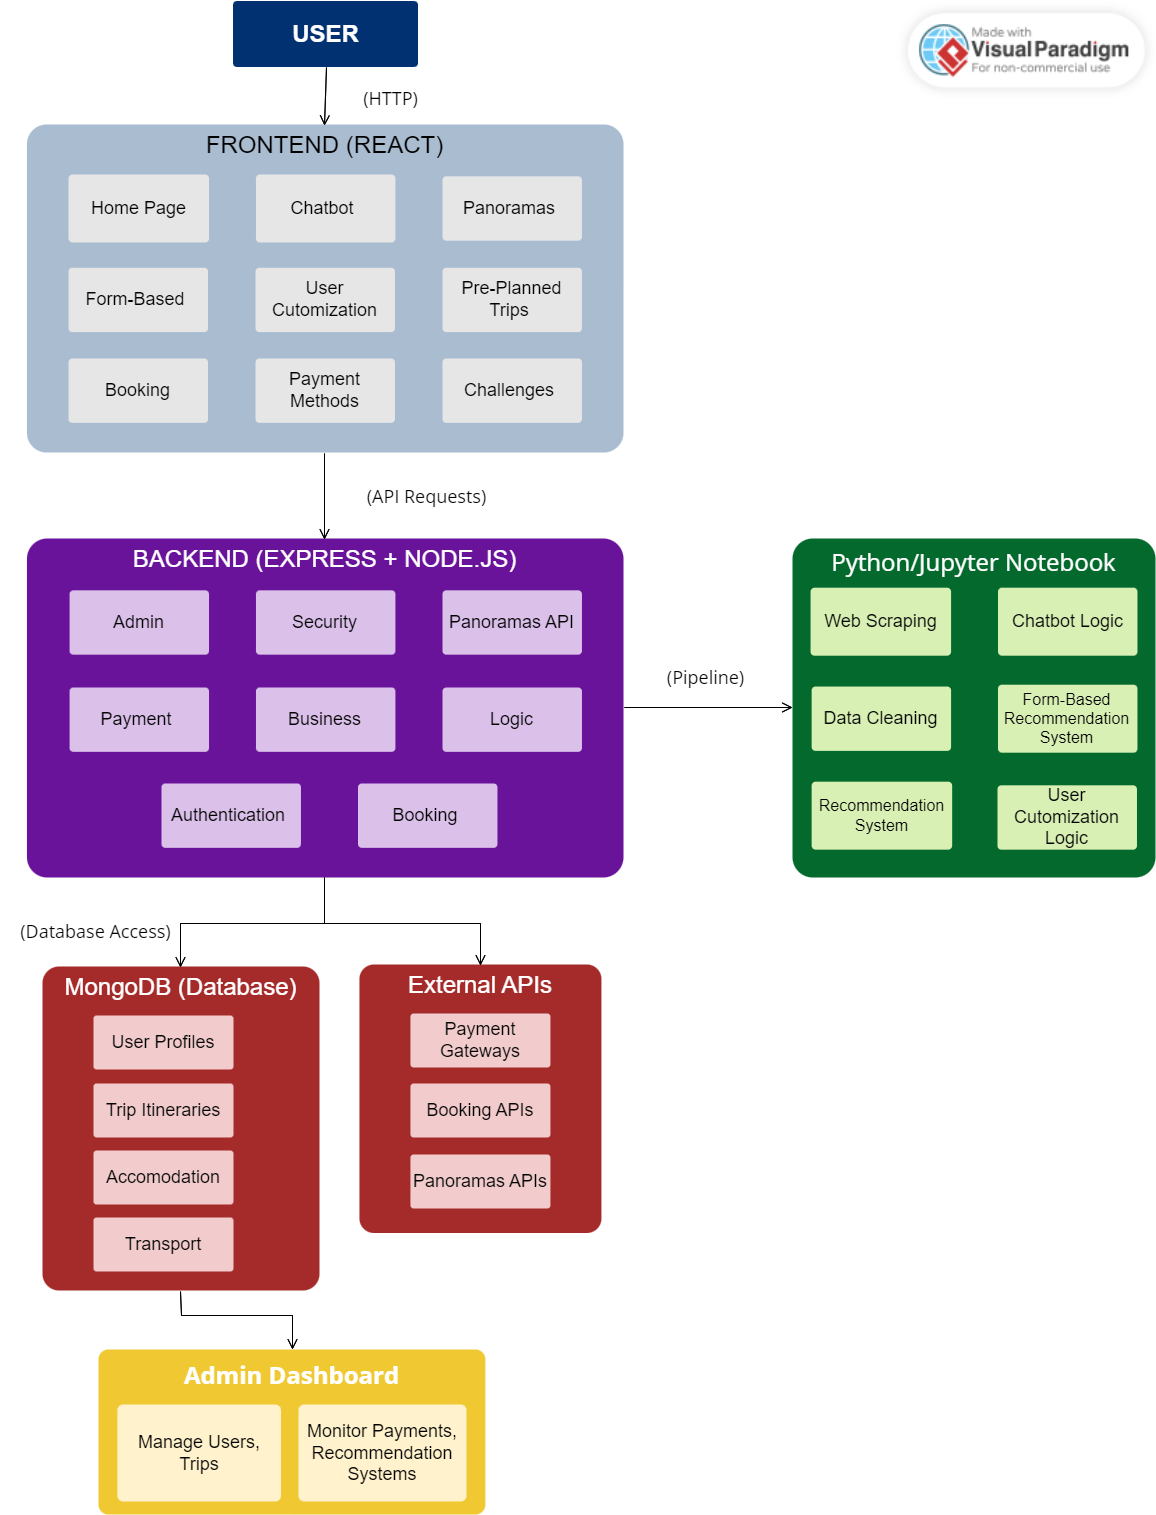 USER
Made with
VisualParadigm
For non-commercial use
(HTTP)
FRONTEND (REACT)
Home Page
Chatbot
Panoramas
Form-Based
User
Cutomization
Pre-Planned
Trips
Booking
Payment
Methods
Challenges
(API Requests)
BACKEND (EXPRESS + NODE.JS)
Admin
Security
Panoramas API
Payment
Business
Logic
Authentication
Booking
(Pipeline)
Python/Jupyter Notebook
Web Scraping
Chatbot Logic
Data Cleaning
Form-Based
Recommendation
System
Recommendation
System
User
Cutomization
Logic
(Database Access)
MongoDB (Database)
User Profiles
Trip Itineraries
Accomodation
Transport
External APIs
Payment
Gateways
Booking APIs
Panoramas APIs
Admin Dashboard
Manage Users,
Trips
Monitor Payments,
Recommendation
Systems